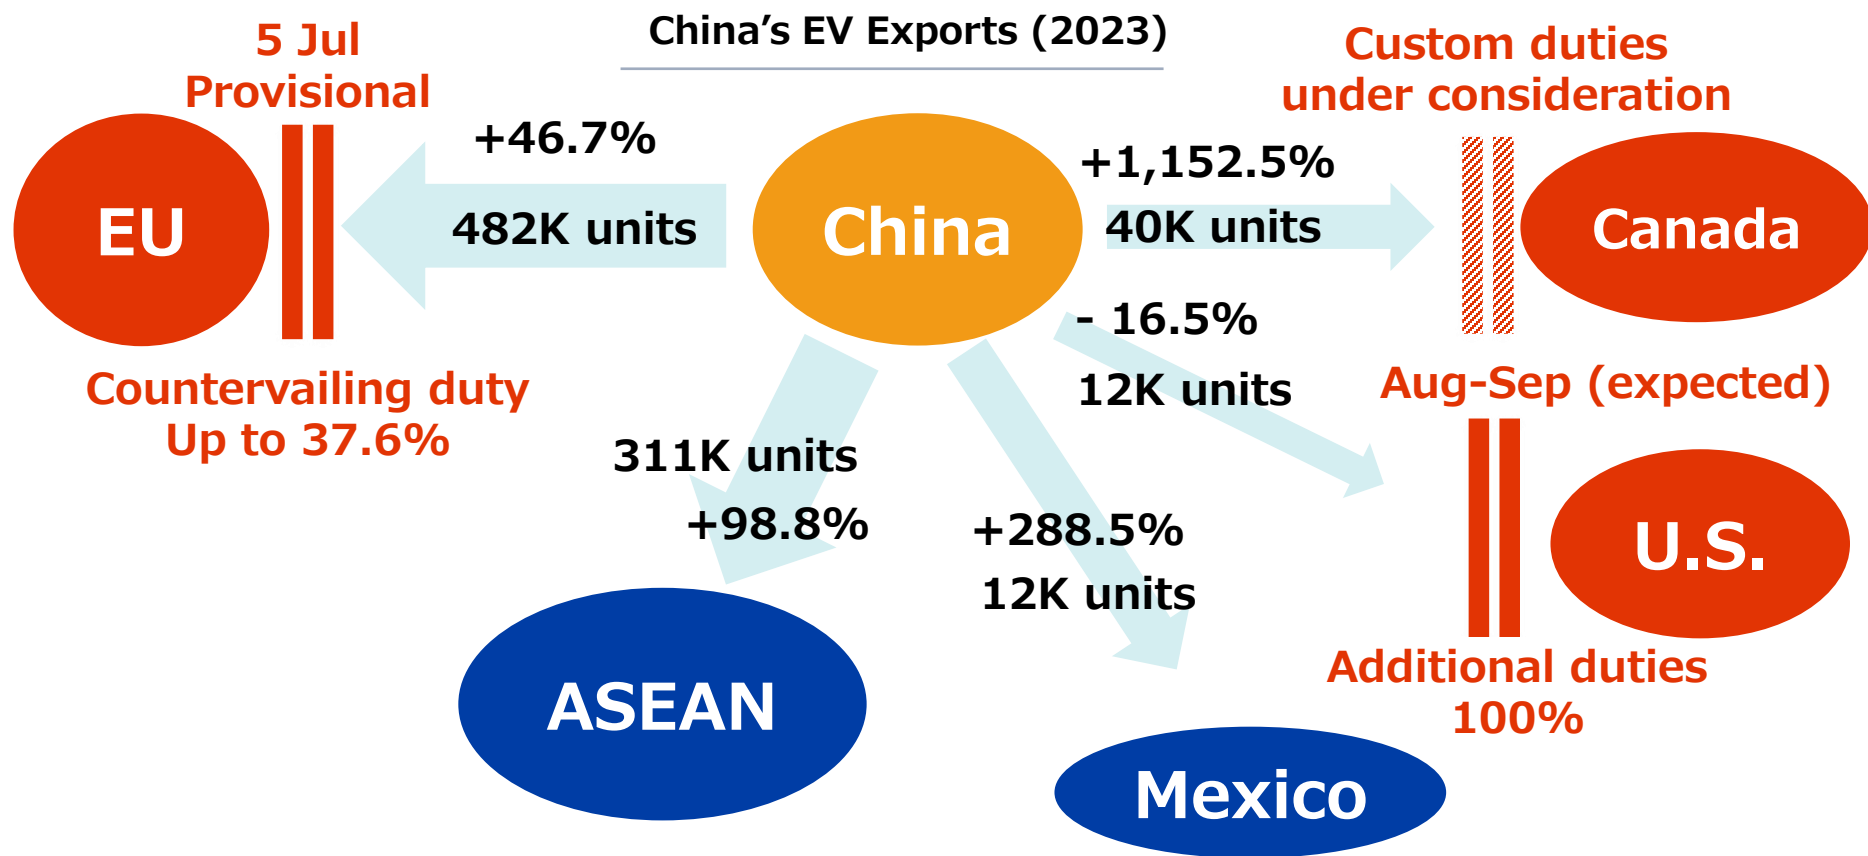 China's EV Exports (2023)
5 Jul
Provisional
EU
Countervailing duty
Up to 37.6%
+46.7%
482K units
China
+1,152.5%
40K units
Custom duties
under consideration
Canada
- 16.5%
12K units
Aug-Sep (expected)
U.S.
Additional duties
100%
311K units
+98.8%
ASEAN
+288.5%
12K units
Mexico